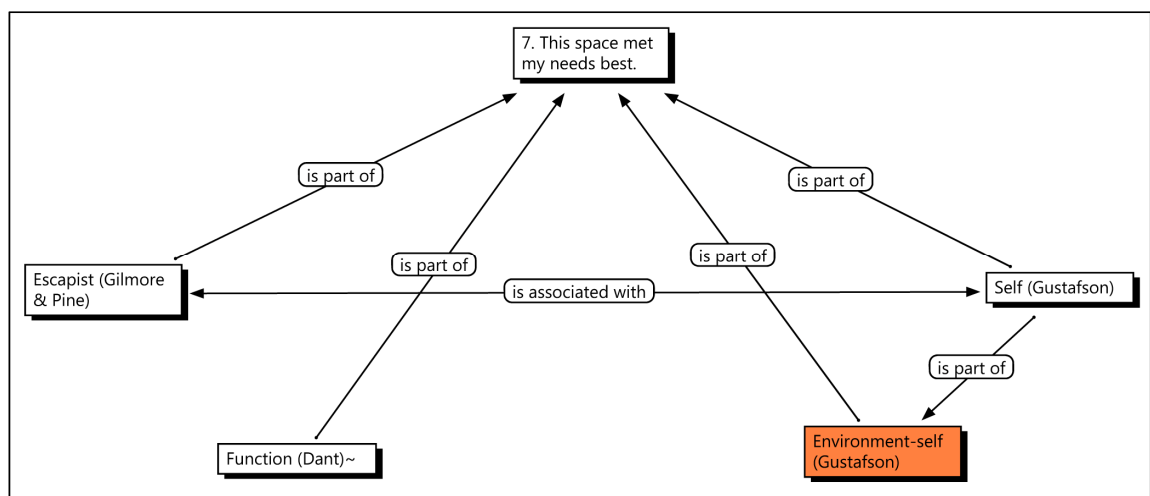 7. This space met
my needs best.
is part of
is part of
Escapist (Gilmore
& Pine)
is part of
is part of
is associated with
Self (Gustafson)
is part of
Function (Dant)~
Environment-self
(Gustafson)